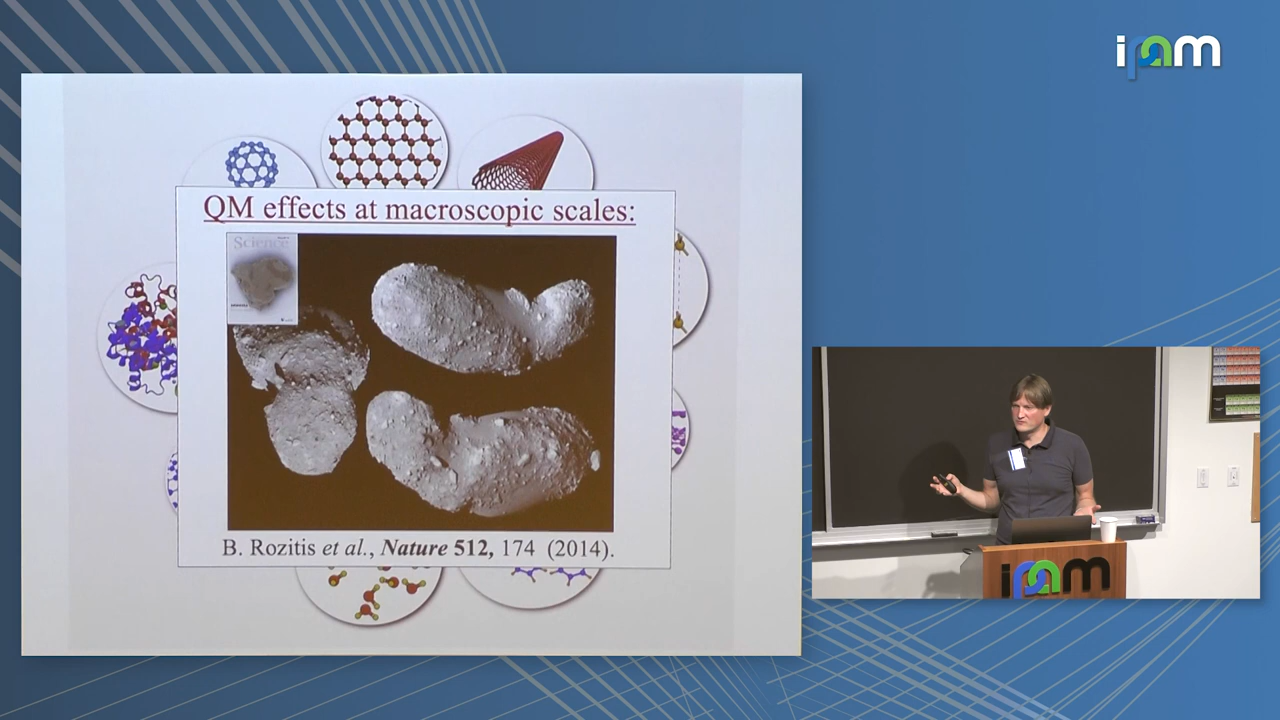 ipam
QM effects at macroscopic scales:
Science
B. Rozitis et al., Nature 512, 174 (2014).
ipam